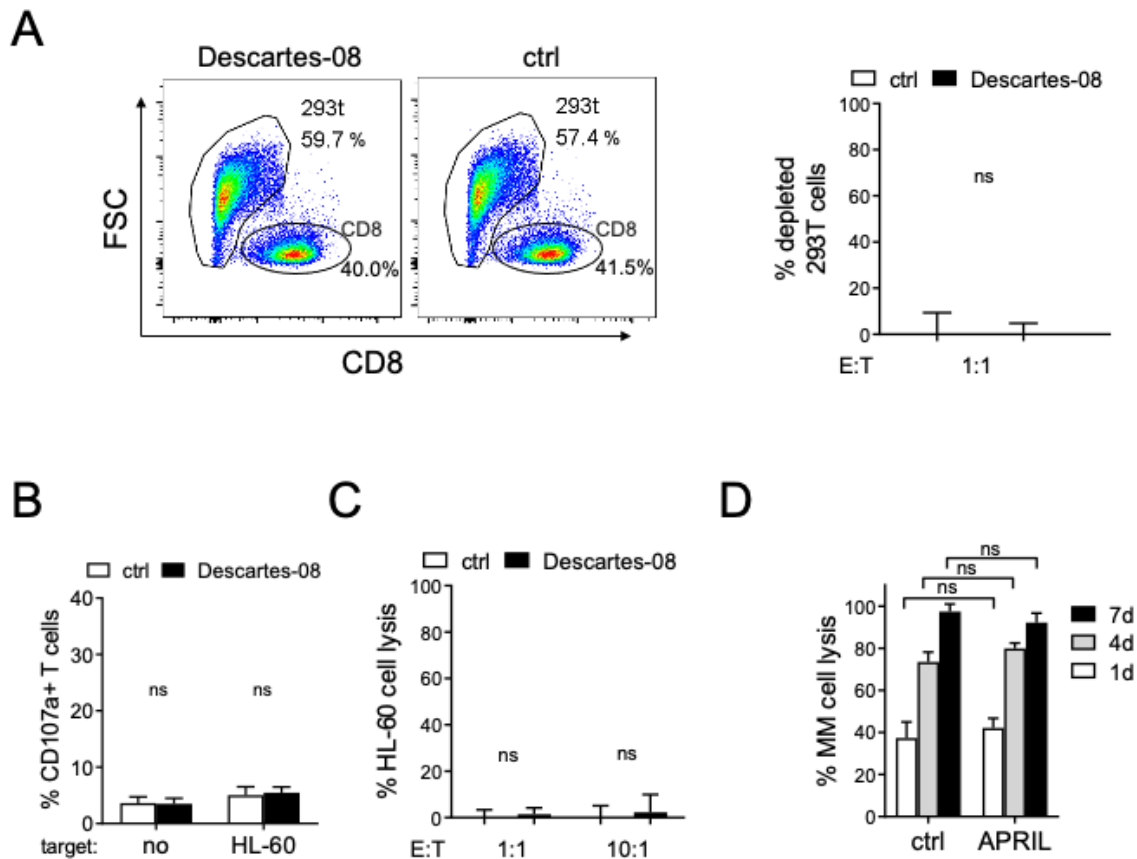 A
Descartes-08
ctrl
293t
59.7 %
CD8
40.0%
293t
57.4 %
CD8
41.5%
FSC
CD8
ctrl Descartes-08
% depleted
293T cells
100
80
60
40
20
0
ns
E:T 1:1
B
ctrl Descartes-08
% CD107a+ T cells
40
30
20
10
0
ns ns
target: no HL-60
C
ctrl Descartes-08
% HL-60 cell lysis
100
80
60
40
20
0
ns ns
E:T 1:1 10:1
D
ns
ns
ns
% MM cell lysis
100
80
60
40
20
0
7d
4d
1d
ctrl APRIL